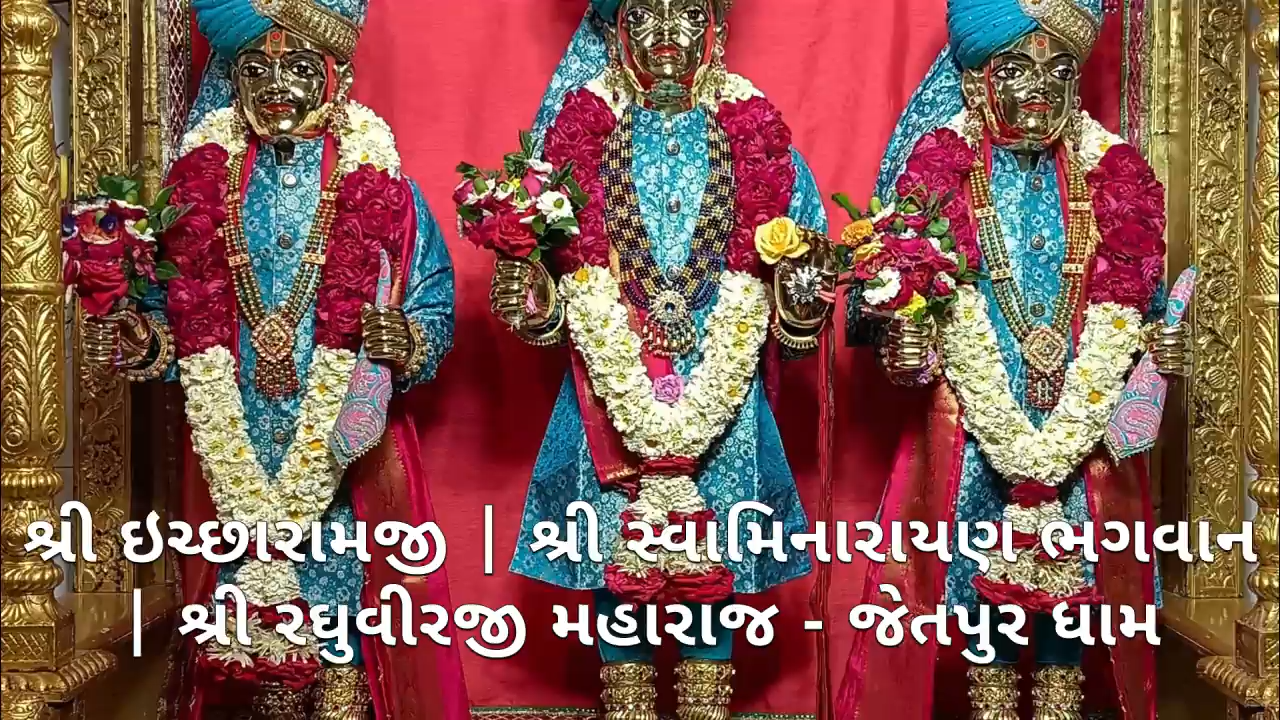 શ્રી ઇચ્છારામજી | શ્રી સ્વામિનારાયણ ભગવાન
| શ્રી રઘુવીરજી મહારાજ - જેતપુર ધામ